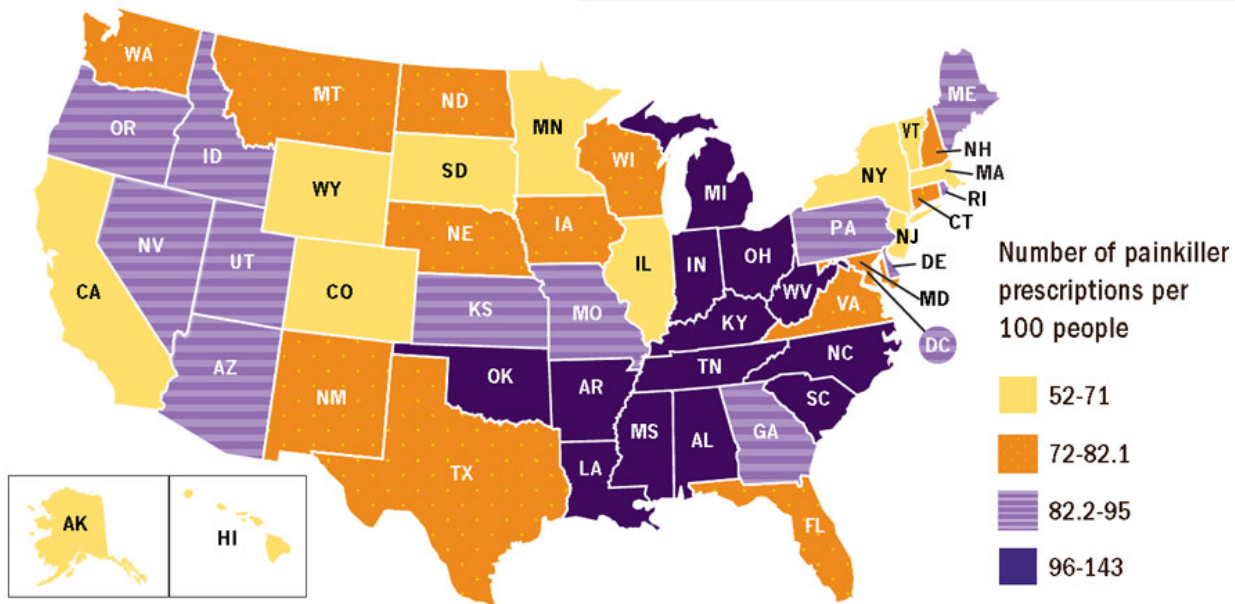 WA
MT
ND
MN
ME
OR
ID
WY
SD
WI
MI
VT
NH
NY
MA
RI
CT
NE
IA
PA
NJ
NV
UT
CO
IL
IN
OH
DE
CA
KS
MO
WV
VA
MD
KY
DC
AZ
NM
OK
AR
TN
NC
SC
TX
MS
AL
GA
LA
FL
AK
HI
Number of painkiller
prescriptions per
100 people
52-71
72-82.1
82.2-95
96-143